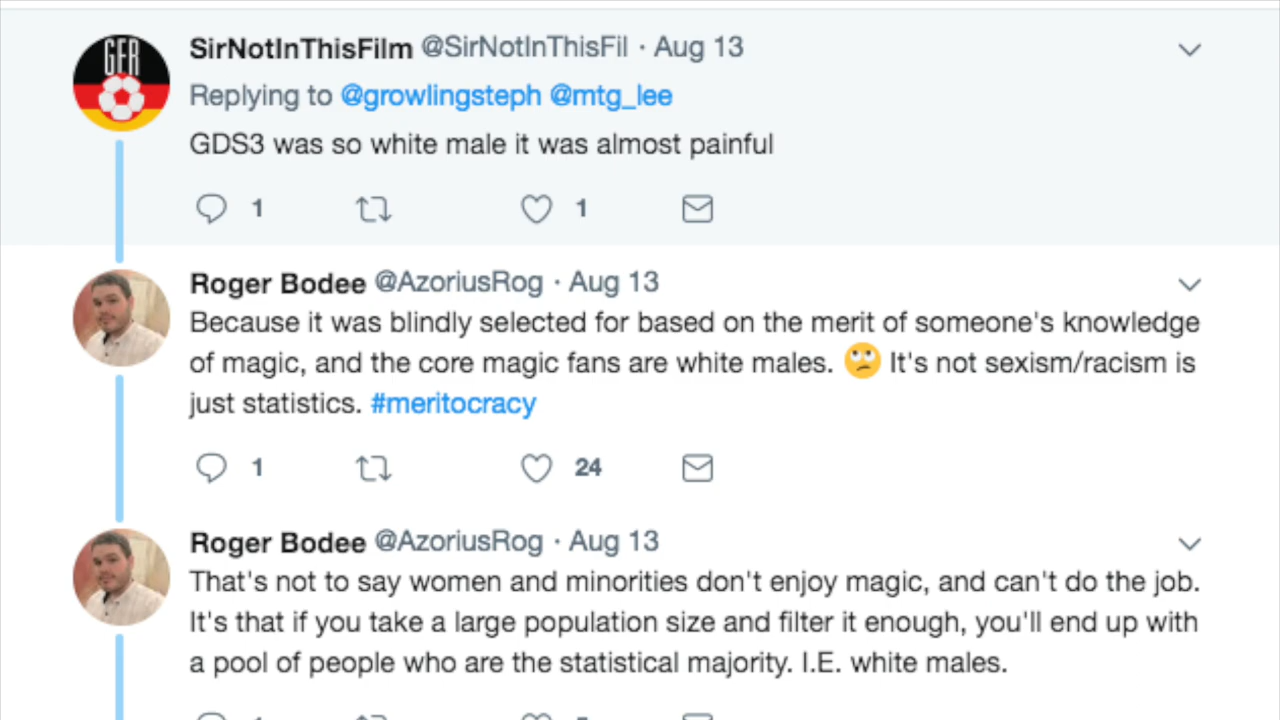 GER
SirNotInThisFilm @SirNotInThisFil · Aug 13
Replying to @growlingsteph @mtg_lee
GDS3 was so white male it was almost painful
1 1
Roger Bodee @AzoriusRog · Aug 13
Because it was blindly selected for based on the merit of someone's knowledge
of magic, and the core magic fans are white males. 🙄 It's not sexism/racism is
just statistics. #meritocracy
1 24
Roger Bodee @AzoriusRog · Aug 13
That's not to say women and minorities don't enjoy magic, and can't do the job.
It's that if you take a large population size and filter it enough, you'll end up with
a pool of people who are the statistical majority. I.E. white males.